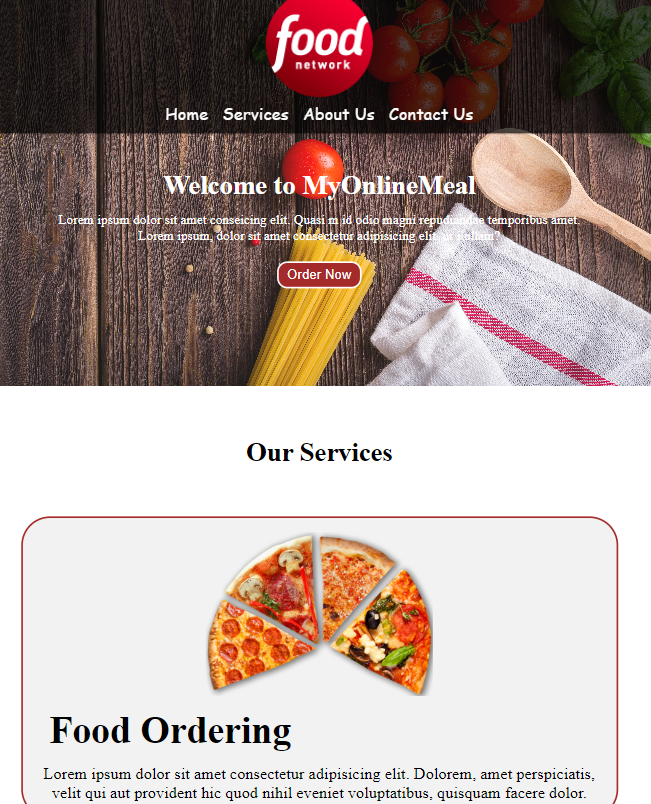 food
network
Home Services About Us Contact Us
Welcome to MyOnlineMeal
Lorem ipsum dolor sit amet conseicing elit. Quasi m id odio magni repudiandae temporibus amet.
Lorem ipsum, dolor sit amet consectetur adipisicing elit. ut nullam?
Order Now
Our Services
Food Ordering
Lorem ipsum dolor sit amet consectetur adipisicing elit. Dolorem, amet perspiciatis,
velit qui aut provident hic quod nihil eveniet voluptatibus, quisquam facere dolor.